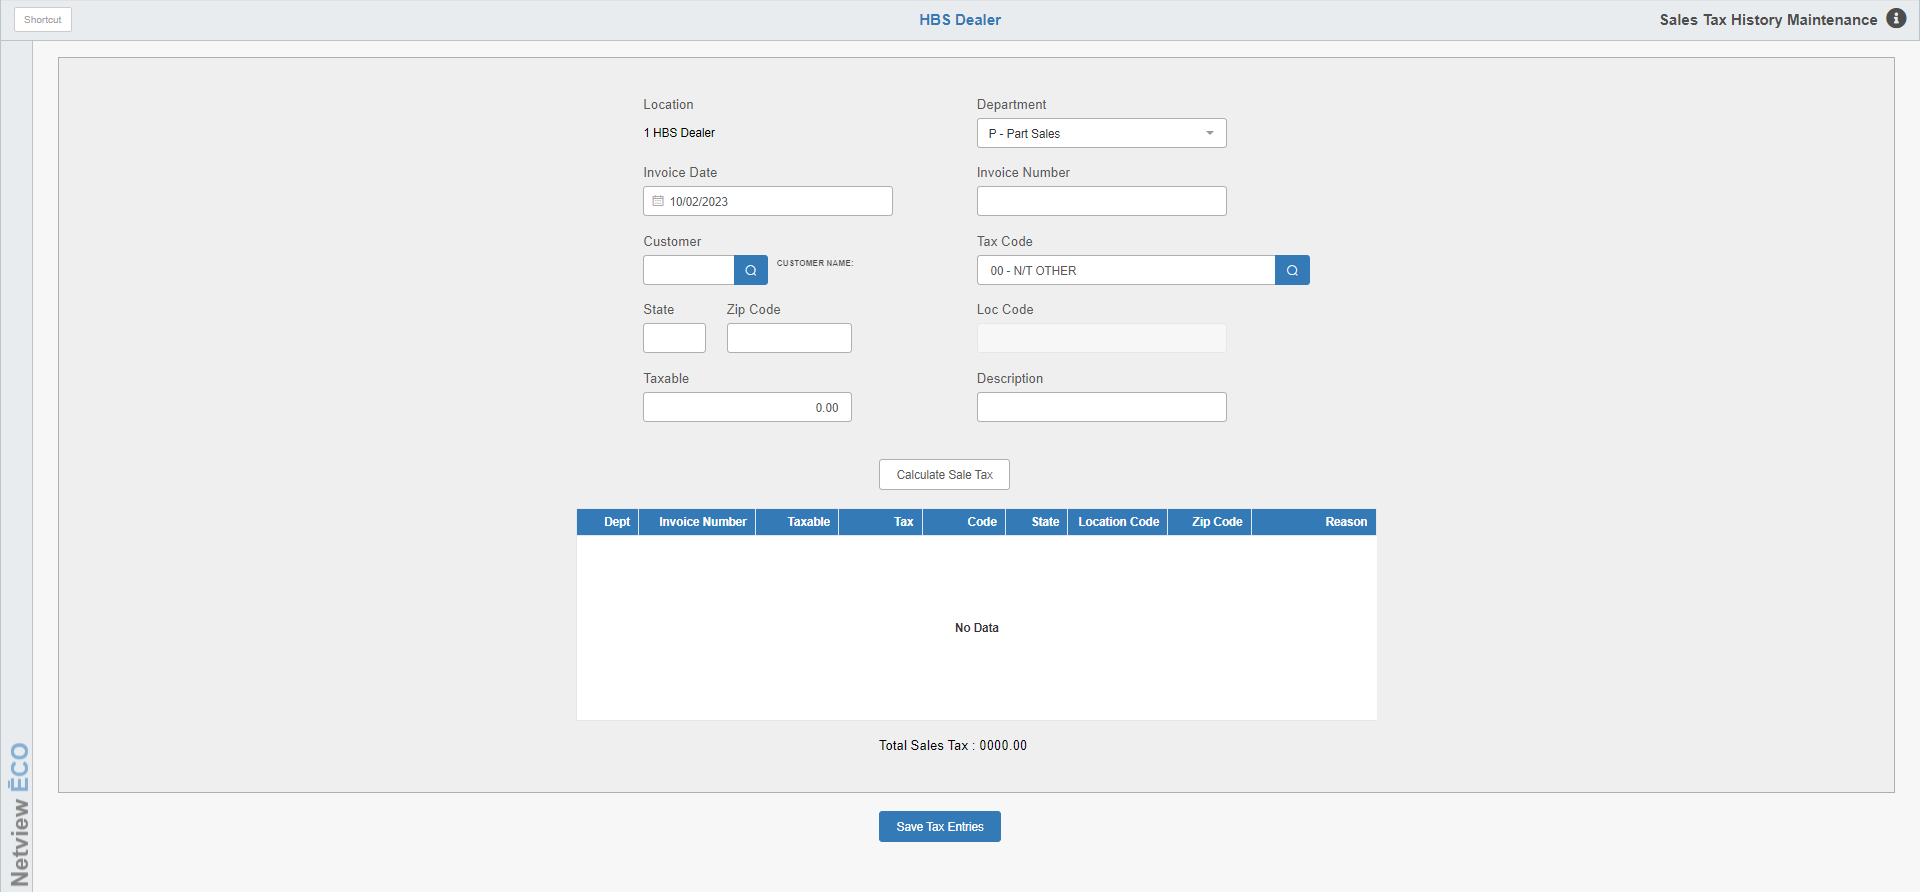 Shortcut
HBS Dealer
Sales Tax History Maintenance
Location
1 HBS Dealer
Department
P - Part Sales
Invoice Date
10/02/2023
Invoice Number
Customer
CUSTOMER NAME:
Tax Code
00 - N/T OTHER
State
Zip Code
Loc Code
Taxable
0.00
Description
Calculate Sale Tax
Dept Invoice Number Taxable Tax Code State Location Code Zip Code Reason
No Data
Total Sales Tax : 0000.00
Save Tax Entries
Netview ĒCO